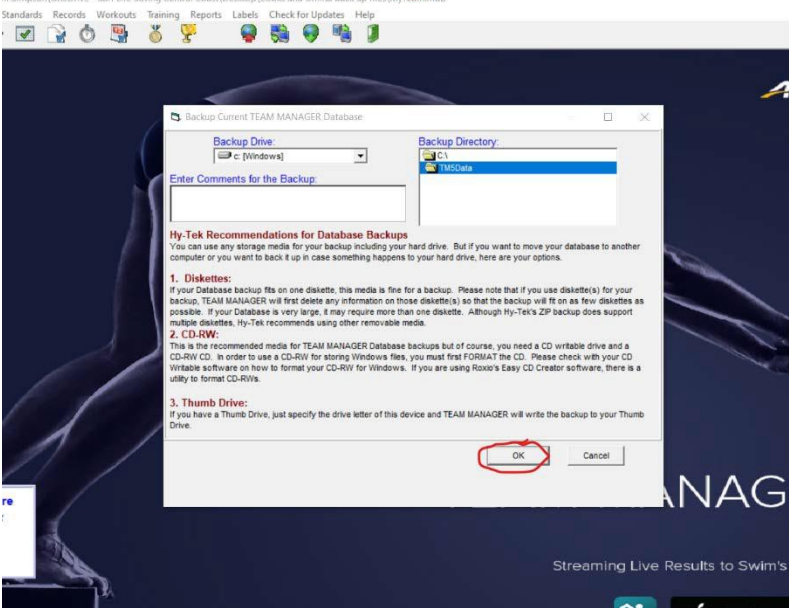 Standards Records Workouts Training Reports Labels Check for Updates Help
Backup Current TEAM MANAGER Database
Backup Drive:
c: [Windows]
Backup Directory:
C:\
TM5Data
Enter Comments for the Backup:
Hy-Tek Recommendations for Database Backups
You can use any storage media for your backup including your hard drive. But if you want to move your database to another
computer or you want to back it up in case something happens to your hard drive, here are your options.
1. Diskettes:
If your Database backup fits on one diskette, this media is fine for a backup. Please note that if you use diskette(s) for your
backup, TEAM MANAGER will first delete any information on those diskette(s) so that the backup will fit on as few diskettes as
possible. If your Database is very large, it may require more than one diskette. Although Hy-Tek's ZIP backup does support
multiple diskettes, Hy-Tek recommends using other removable media.
2. CD-RW:
This is the recommended media for TEAM MANAGER Database backups but of course, you need a CD writable drive and a
CD-RW CD. In order to use a CD-RW for storing Windows files, you must first FORMAT the CD. Please check with your CD
Writable software on how to format your CD-RW for Windows. If you are using Roxio's Easy CD Creator software, there is a
utility to format CD-RWs.
3. Thumb Drive:
If you have a Thumb Drive, just specify the drive letter of this device and TEAM MANAGER will write the backup to your Thumb
Drive.
OK Cancel
re
NAG
Streaming Live Results to Swim's